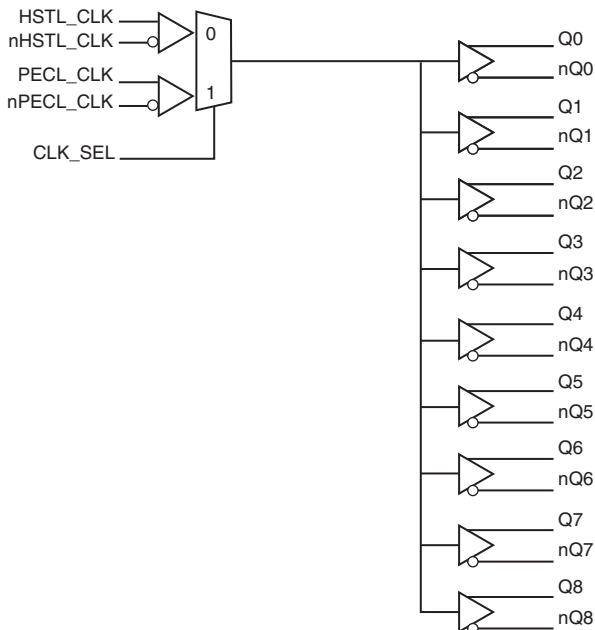 HSTL_CLK
nHSTL_CLK
PECL_CLK
nPECL_CLK
CLK_SEL
0
1
Q0
nQ0
Q1
nQ1
Q2
nQ2
Q3
nQ3
Q4
nQ4
Q5
nQ5
Q6
nQ6
Q7
nQ7
Q8
nQ8